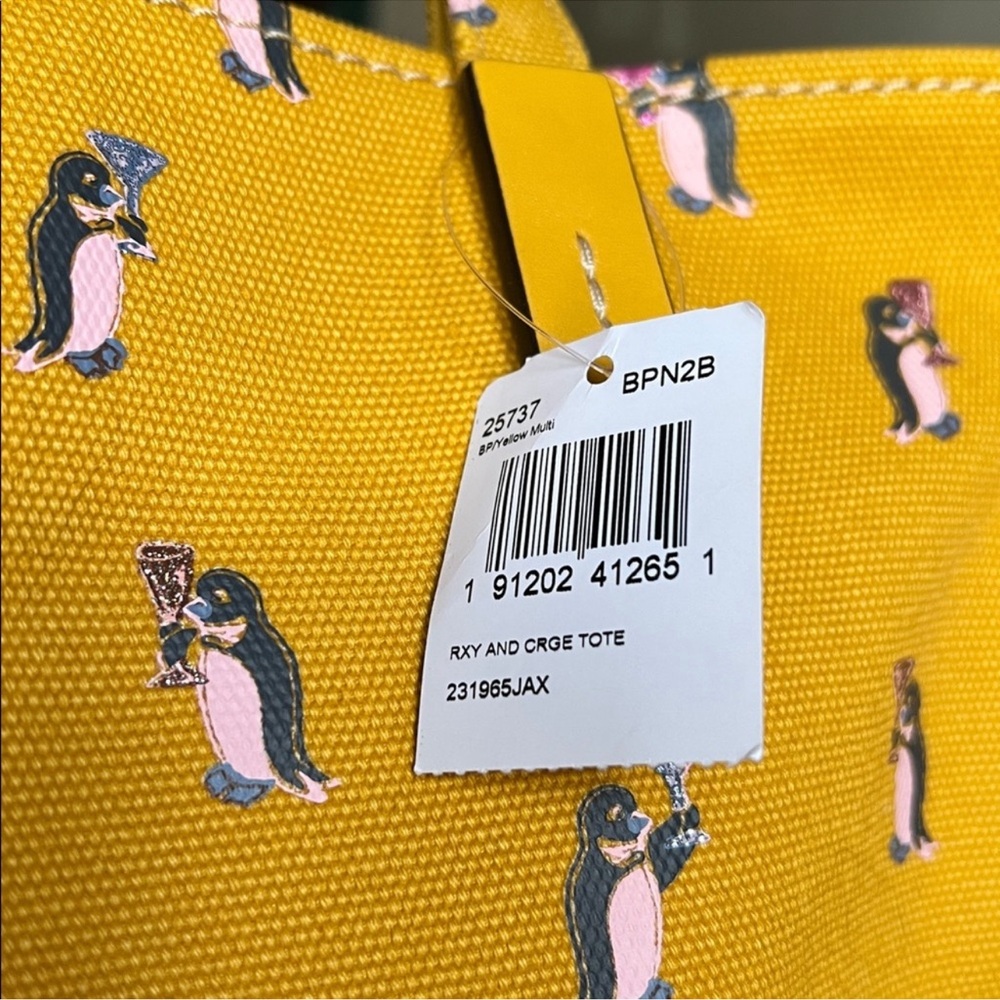 BPN2B
25737
BP/Yellow Multi
1 91202 41265 1
RXY AND CRGE TOTE
231965JAX